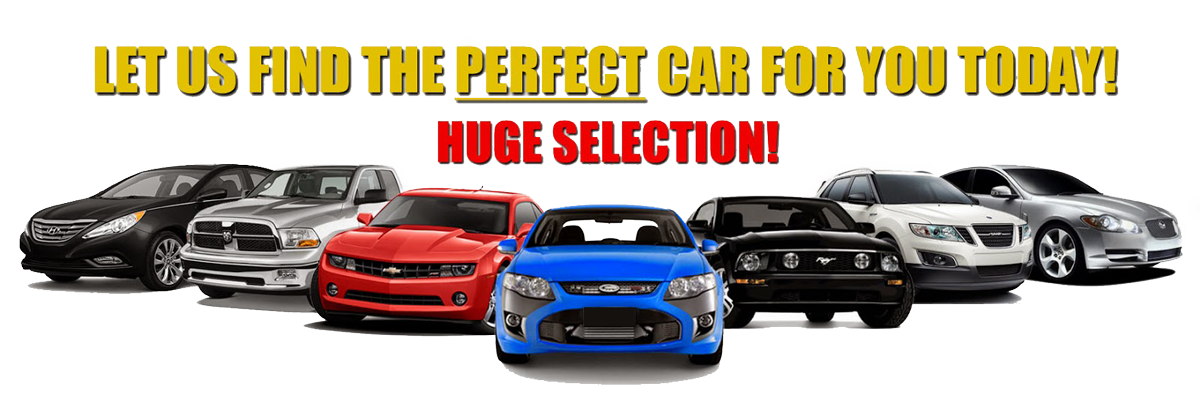 LET US FIND THE PERFECT CAR FOR YOU TODAY!
HUGE SELECTION!